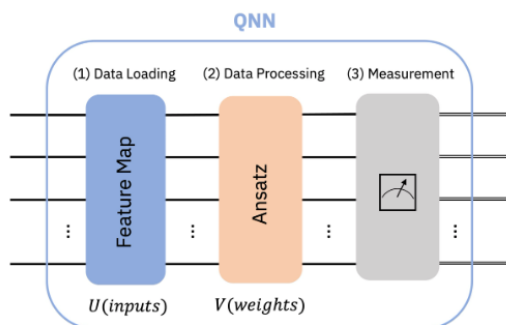 QNN
(1) Data Loading
(2) Data Processing
(3) Measurement
Feature Map
Ansatz
U(inputs)
V(weights)